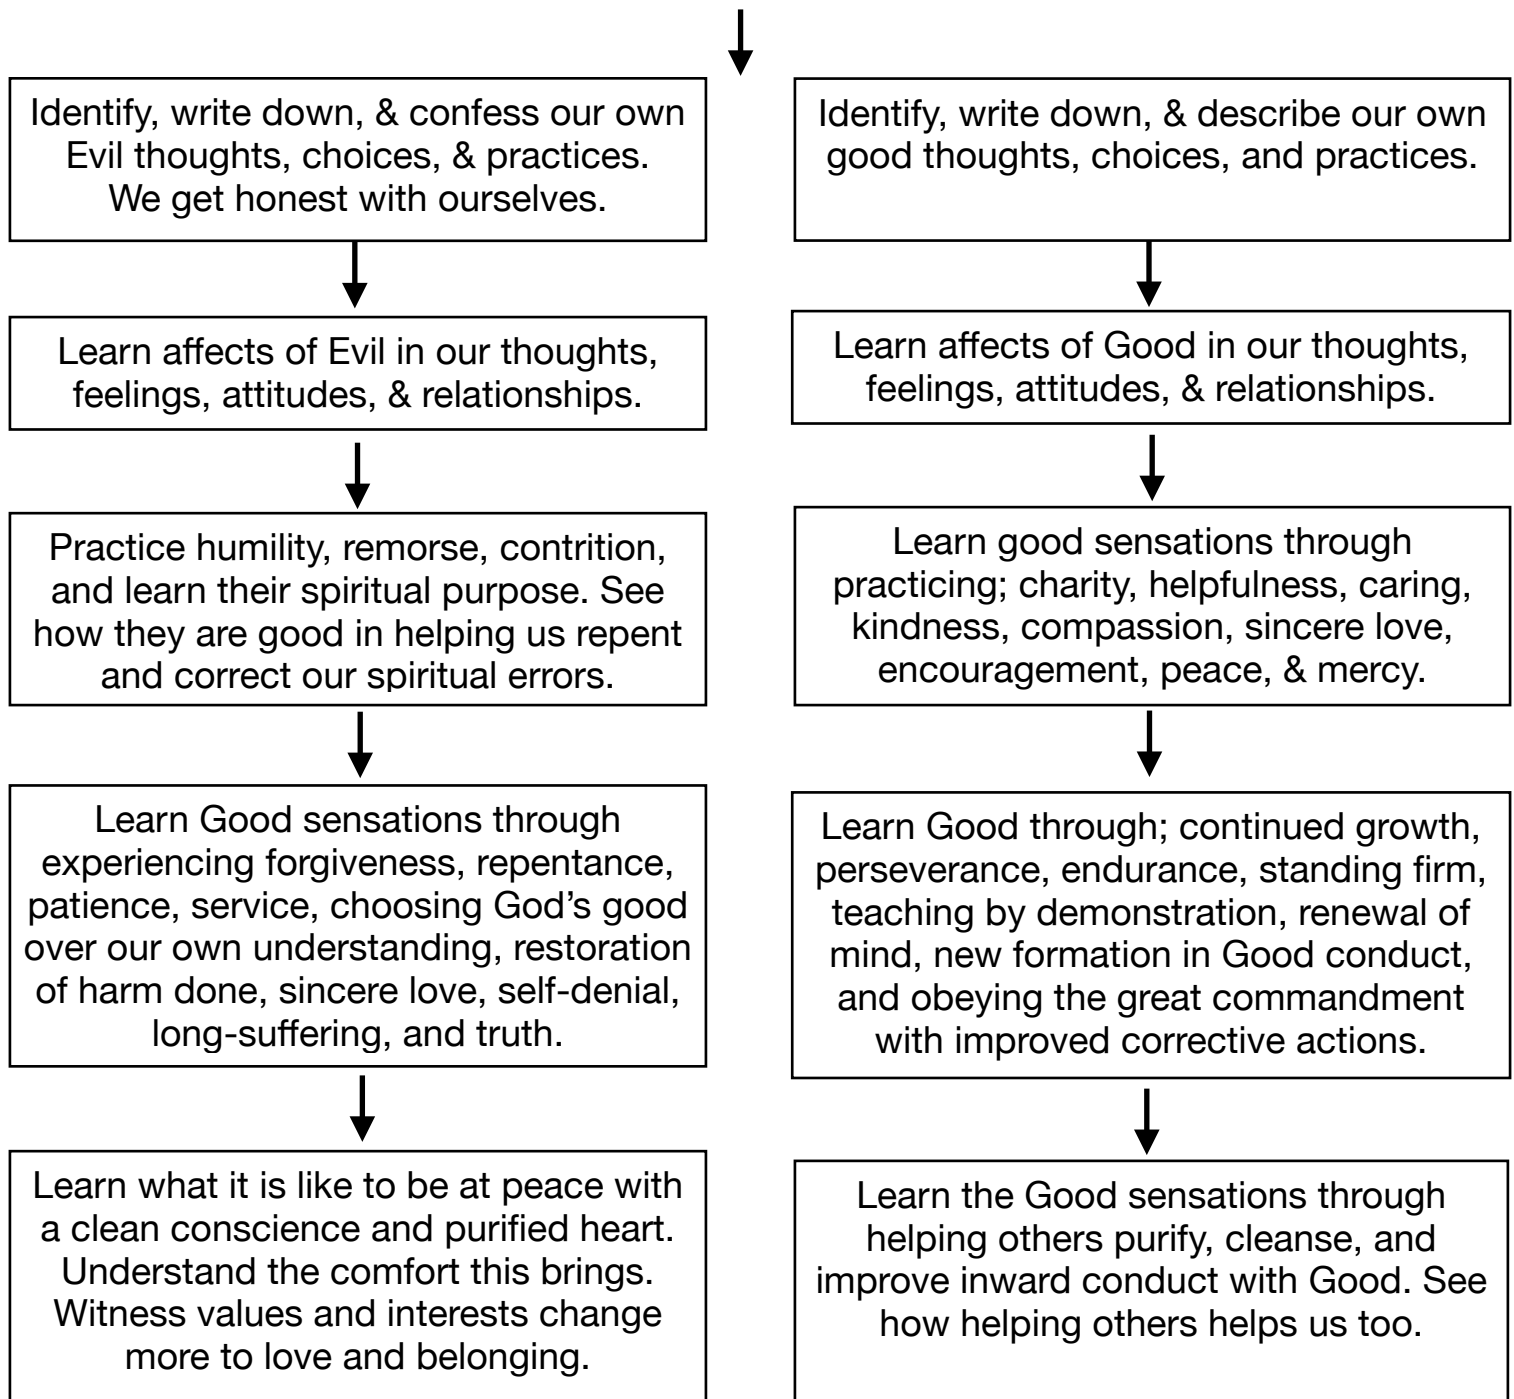 Identify, write down, & confess our own
Evil thoughts, choices, & practices.
We get honest with ourselves.
Learn affects of Evil in our thoughts,
feelings, attitudes, & relationships.
Practice humility, remorse, contrition,
and learn their spiritual purpose. See
how they are good in helping us repent
and correct our spiritual errors.
Learn Good sensations through
experiencing forgiveness, repentance,
patience, service, choosing God’s good
over our own understanding, restoration
of harm done, sincere love, self-denial,
long-suffering, and truth.
Learn what it is like to be at peace with
a clean conscience and purified heart.
Understand the comfort this brings.
Witness values and interests change
more to love and belonging.
Identify, write down, & describe our own
good thoughts, choices, and practices.
Learn affects of Good in our thoughts,
feelings, attitudes, & relationships.
Learn good sensations through
practicing; charity, helpfulness, caring,
kindness, compassion, sincere love,
encouragement, peace, & mercy.
Learn Good through; continued growth,
perseverance, endurance, standing firm,
teaching by demonstration, renewal of
mind, new formation in Good conduct,
and obeying the great commandment
with improved corrective actions.
Learn the Good sensations through
helping others purify, cleanse, and
improve inward conduct with Good. See
how helping others helps us too.